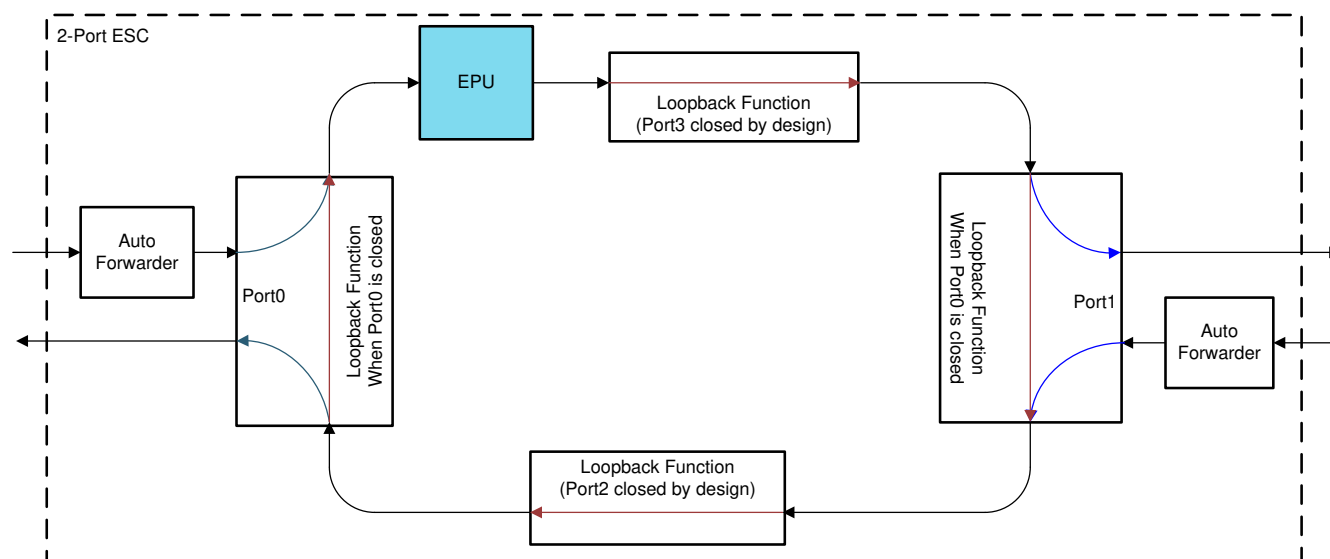 2-Port ESC
EPU
Loopback Function
(Port3 closed by design)
Auto
Forwarder
Port0
Loopback Function
When Port0 is closed
Loopback Function
When Port0 is closed
Port1
Auto
Forwarder
Loopback Function
(Port2 closed by design)